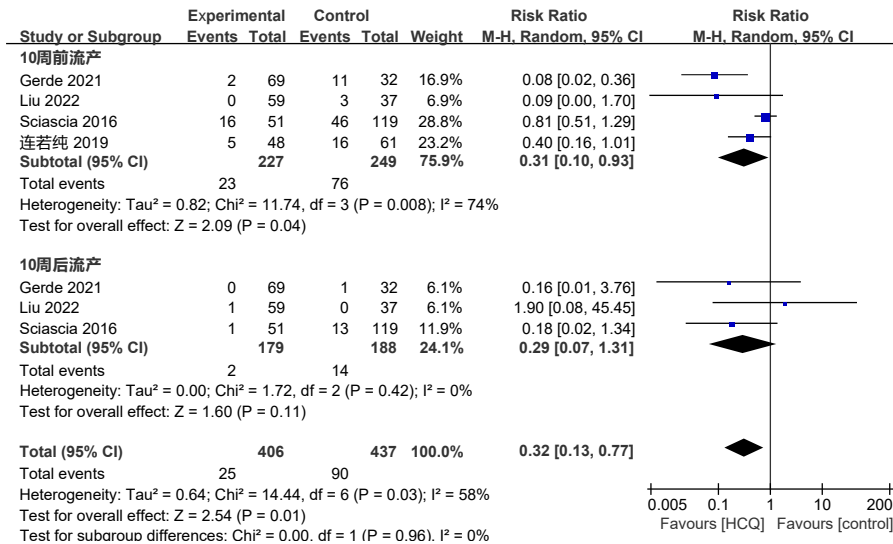 Experimental Control Risk Ratio Risk Ratio
Study or Subgroup Events Total Events Total Weight M-H, Random, 95% CI M-H, Random, 95% CI
10周前流产
Gerde 2021 2 69 11 32 16.9% 0.08 [0.02, 0.36]
Liu 2022 0 59 3 37 6.9% 0.09 [0.00, 1.70]
Sciascia 2016 16 51 46 119 28.8% 0.81 [0.51, 1.29]
连若纯 2019 5 48 16 61 23.2% 0.40 [0.16, 1.01]
Subtotal (95% CI) 227 249 75.9% 0.31 [0.10, 0.93]
Total events 23 76
Heterogeneity: Tau² = 0.82; Chi² = 11.74, df = 3 (P = 0.008); I² = 74%
Test for overall effect: Z = 2.09 (P = 0.04)
10周后流产
Gerde 2021 0 69 1 32 6.1% 0.16 [0.01, 3.76]
Liu 2022 1 59 0 37 6.1% 1.90 [0.08, 45.45]
Sciascia 2016 1 51 13 119 11.9% 0.18 [0.02, 1.34]
Subtotal (95% CI) 179 188 24.1% 0.29 [0.07, 1.31]
Total events 2 14
Heterogeneity: Tau² = 0.00; Chi² = 1.72, df = 2 (P = 0.42); I² = 0%
Test for overall effect: Z = 1.60 (P = 0.11)
Total (95% CI) 406 437 100.0% 0.32 [0.13, 0.77]
Total events 25 90
Heterogeneity: Tau² = 0.64; Chi² = 14.44, df = 6 (P = 0.03); I² = 58%
Test for overall effect: Z = 2.54 (P = 0.01)
Test for subgroup differences: Chi² = 0.00, df = 1 (P = 0.96), I² = 0%
0.005 0.1 1 10 200
Favours [HCQ] Favours [control]